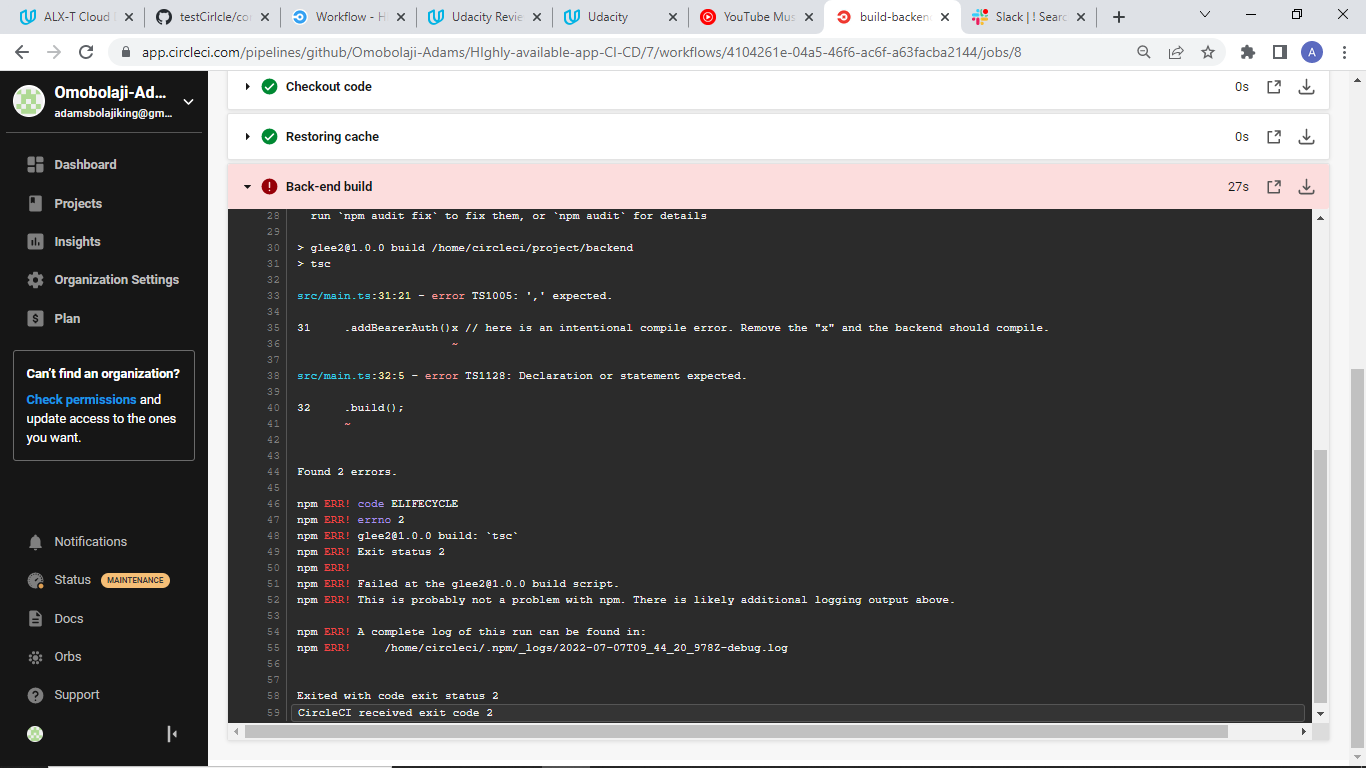 ALX-T Cloud
testCirlcle/co
Workflow - H
Udacity Revie
Udacity
YouTube Mus
build-backen
Slack | ! Searc
app.circleci.com/pipelines/github/Omobolaji-Adams/HIghly-available-app-CI-CD/7/workflows/4104261e-04a5-46f6-ac6f-a63facba2144/jobs/8
A
Omobolaji-Ad...
adamsbolajiking@gm...
Dashboard
Projects
Insights
Organization Settings
Plan
Can't find an organization?
Check permissions and
update access to the ones
you want.
Notifications
Status MAINTENANCE
Docs
Orbs
Support
Checkout code 0s
Restoring cache 0s
Back-end build 27s
28 run `npm audit fix` to fix them, or `npm audit` for details
29
30 > glee2@1.0.0 build /home/circleci/project/backend
31 > tsc
32
33 src/main.ts:31:21 - error TS1005: ',' expected.
34
35 31 .addBearerAuth()x // here is an intentional compile error. Remove the "x" and the backend should compile.
36 ~
37
38 src/main.ts:32:5 - error TS1128: Declaration or statement expected.
39
40 32 .build();
41 ~
42
43
44 Found 2 errors.
45
46 npm ERR! code ELIFECYCLE
47 npm ERR! errno 2
48 npm ERR! glee2@1.0.0 build: `tsc`
49 npm ERR! Exit status 2
50 npm ERR!
51 npm ERR! Failed at the glee2@1.0.0 build script.
52 npm ERR! This is probably not a problem with npm. There is likely additional logging output above.
53
54 npm ERR! A complete log of this run can be found in:
55 npm ERR! /home/circleci/.npm/_logs/2022-07-07T09_44_20_978Z-debug.log
56
57
58 Exited with code exit status 2
59 CircleCI received exit code 2